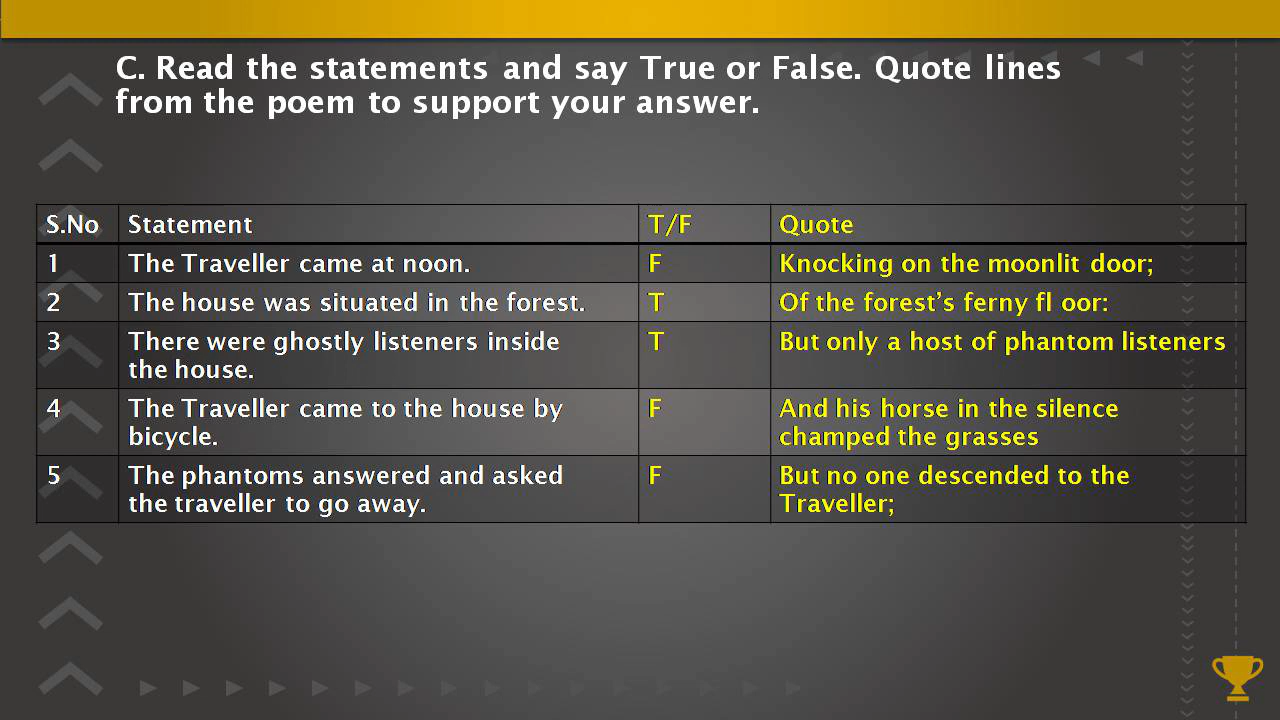 C. Read the statements and say True or False. Quote lines
from the poem to support your answer.
S.No Statement T/F Quote
1 The Traveller came at noon. F Knocking on the moonlit door;
2 The house was situated in the forest. T Of the forest’s ferny fl oor:
3 There were ghostly listeners inside T But only a host of phantom listeners
the house.
4 The Traveller came to the house by F And his horse in the silence
bicycle. champed the grasses
5 The phantoms answered and asked F But no one descended to the
the traveller to go away. Traveller;